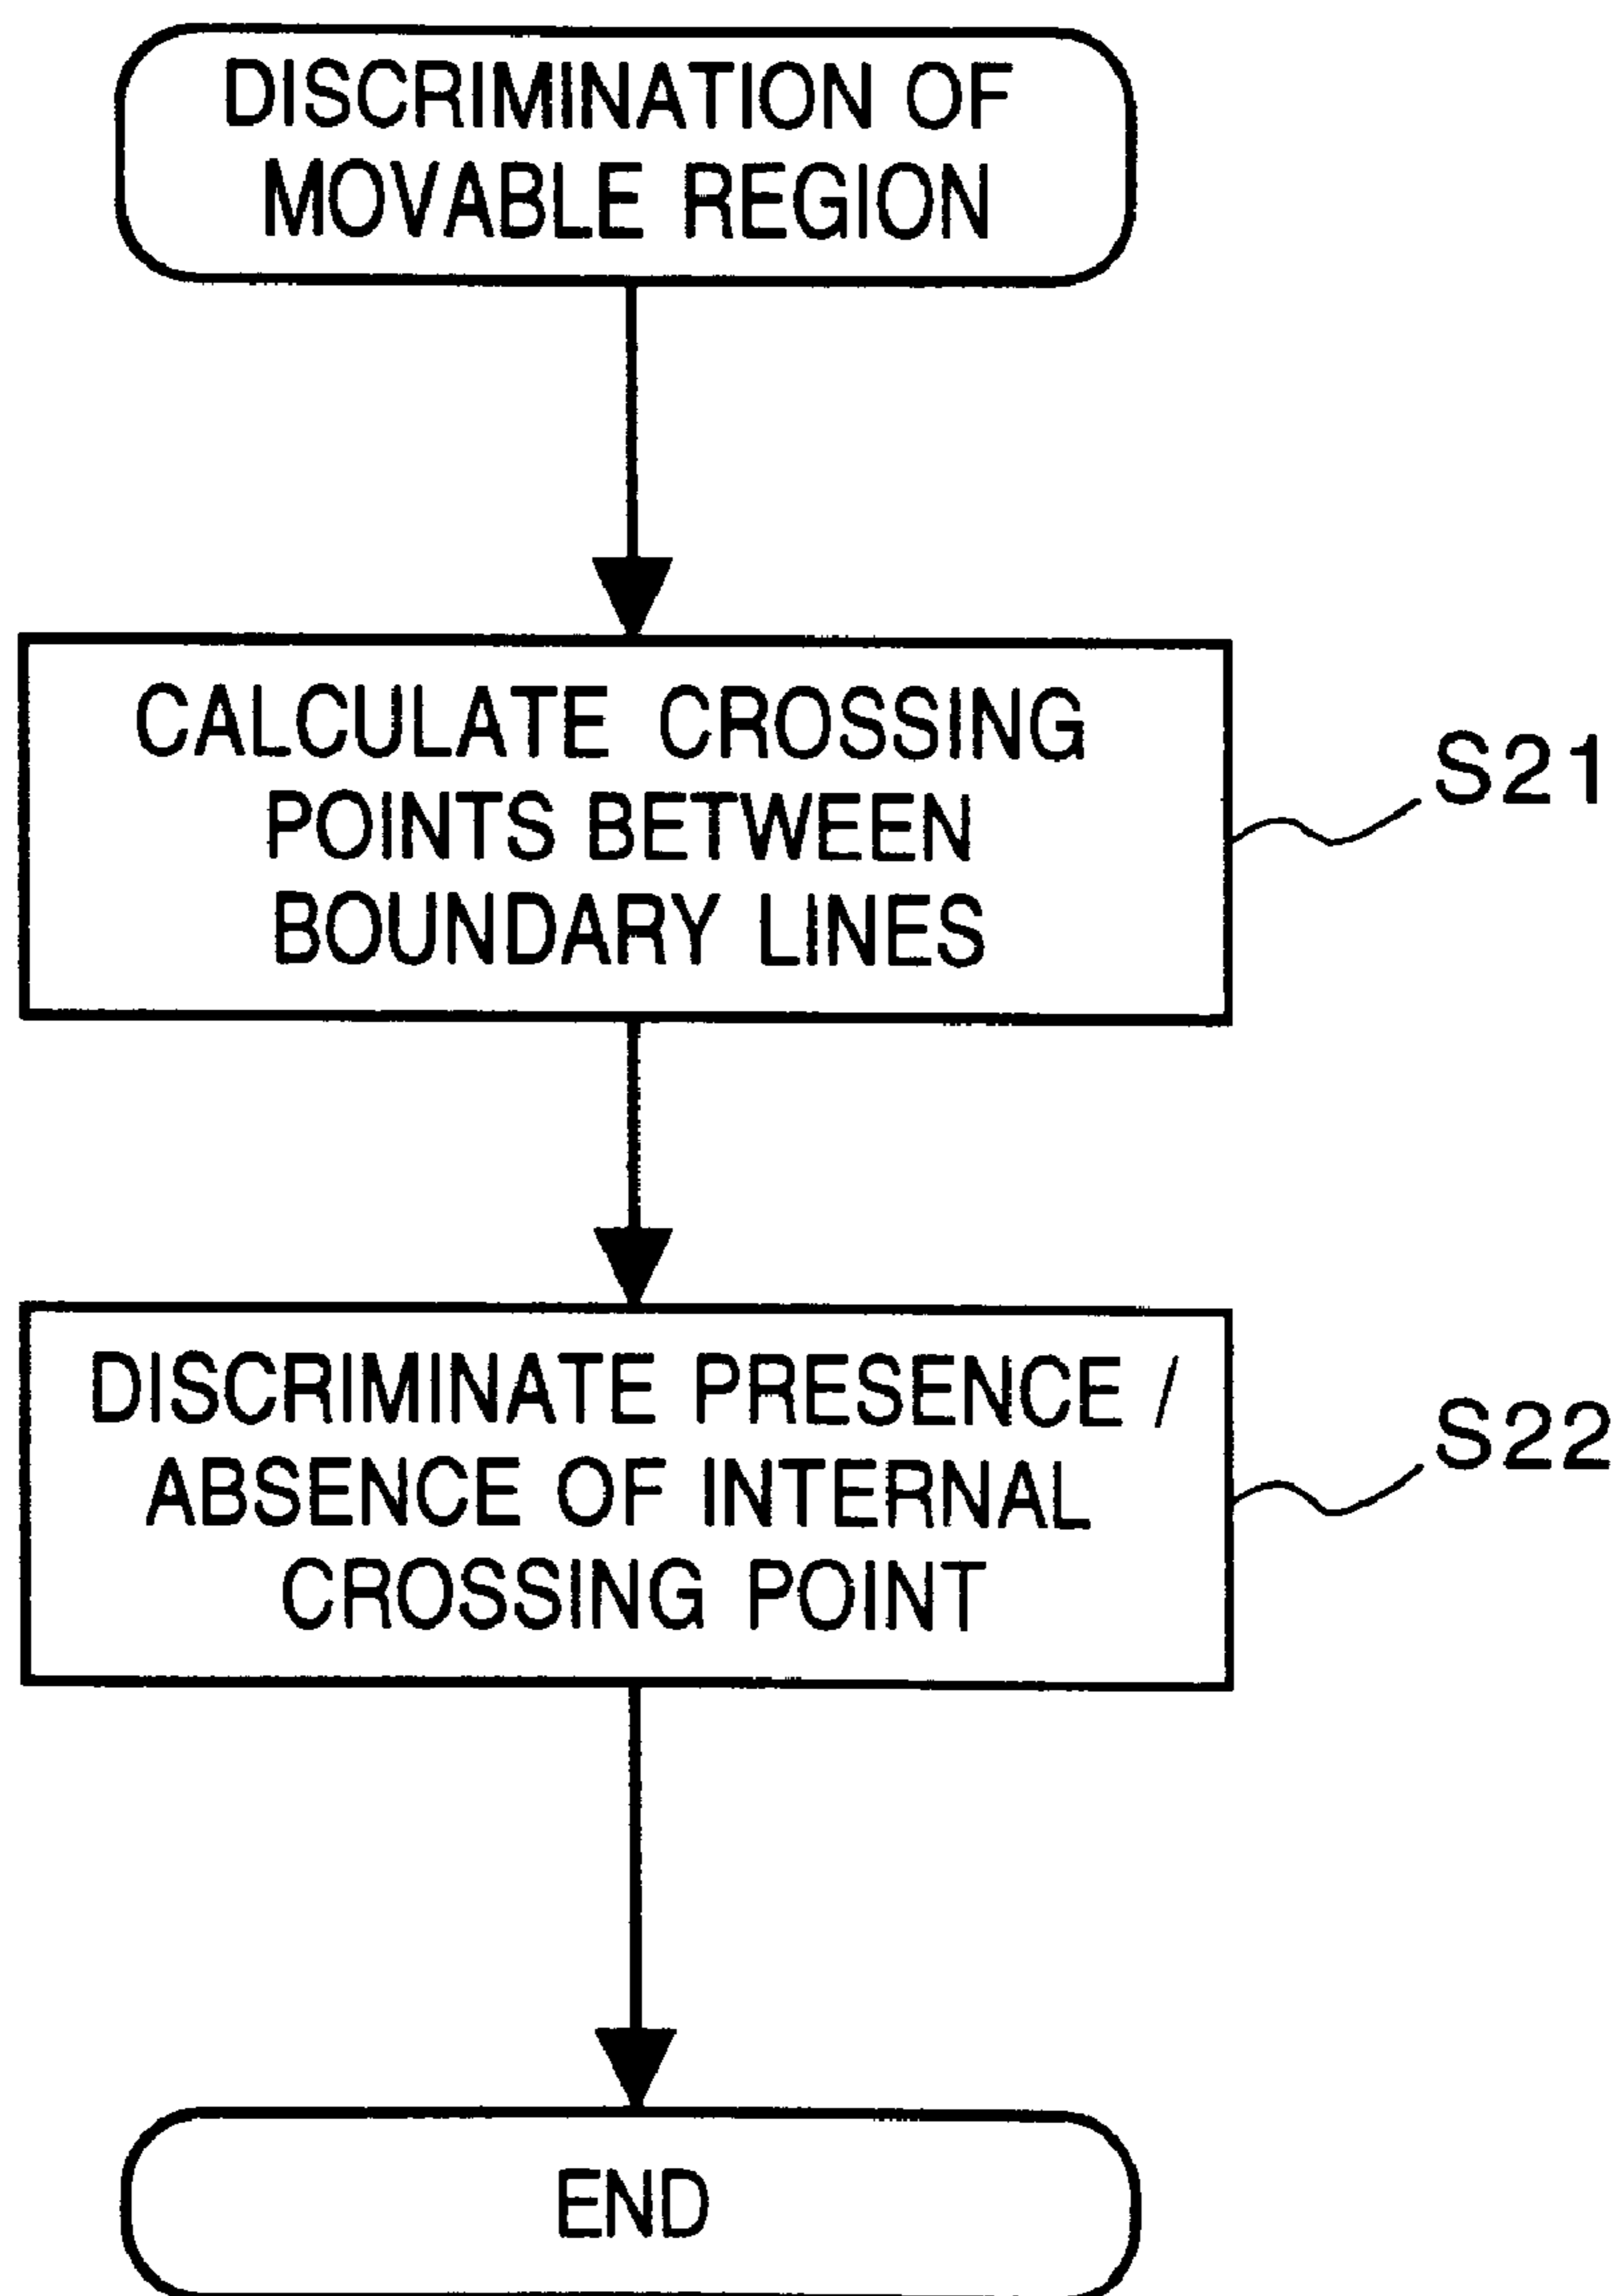 DISCRIMINATION OF
MOVABLE REGION
CALCULATE CROSSING
POINTS BETWEEN
BOUNDARY LINES
S21
DISCRIMINATE PRESENCE /
ABSENCE OF INTERNAL
CROSSING POINT
S22
END